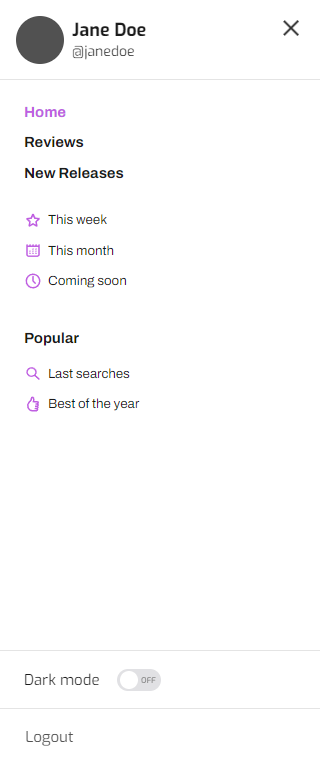 Jane Doe
@janedoe
Home
Reviews
New Releases
This week
This month
Coming soon
Popular
Last searches
Best of the year
Dark mode OFF
Logout